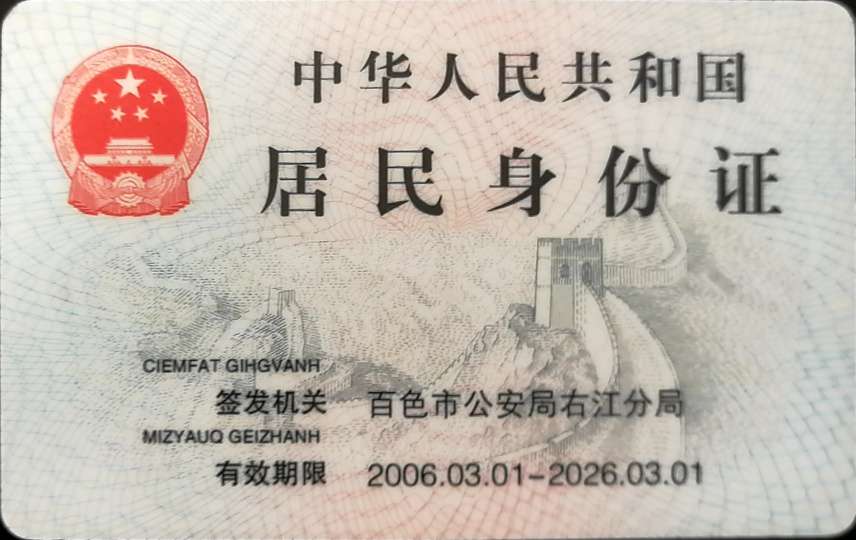 中华人民共和国
居民身份证
CIEMFAT GIHGVANH
签发机关 百色市公安局右江分局
MIZYAUQ GEIZHANH
有效期限 2006.03.01-2026.03.01